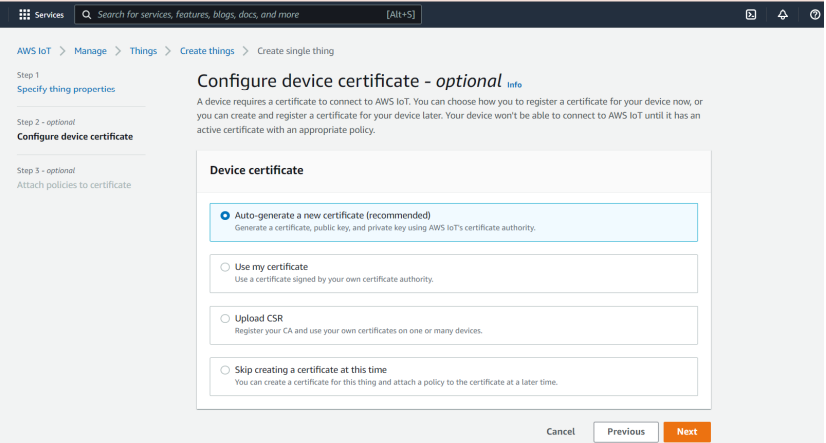 Services
Search for services, features, blogs, docs, and more [Alt+S]
AWS IoT > Manage > Things > Create things > Create single thing
Step 1
Specify thing properties
Step 2 - optional
Configure device certificate
Step 3 - optional
Attach policies to certificate
Configure device certificate - optional Info
A device requires a certificate to connect to AWS IoT. You can choose how you to register a certificate for your device now, or
you can create and register a certificate for your device later. Your device won't be able to connect to AWS IoT until it has an
active certificate with an appropriate policy.
Device certificate
Auto-generate a new certificate (recommended)
Generate a certificate, public key, and private key using AWS IoT's certificate authority.
Use my certificate
Use a certificate signed by your own certificate authority.
Upload CSR
Register your CA and use your own certificates on one or many devices.
Skip creating a certificate at this time
You can create a certificate for this thing and attach a policy to the certificate at a later time.
Cancel
Previous
Next